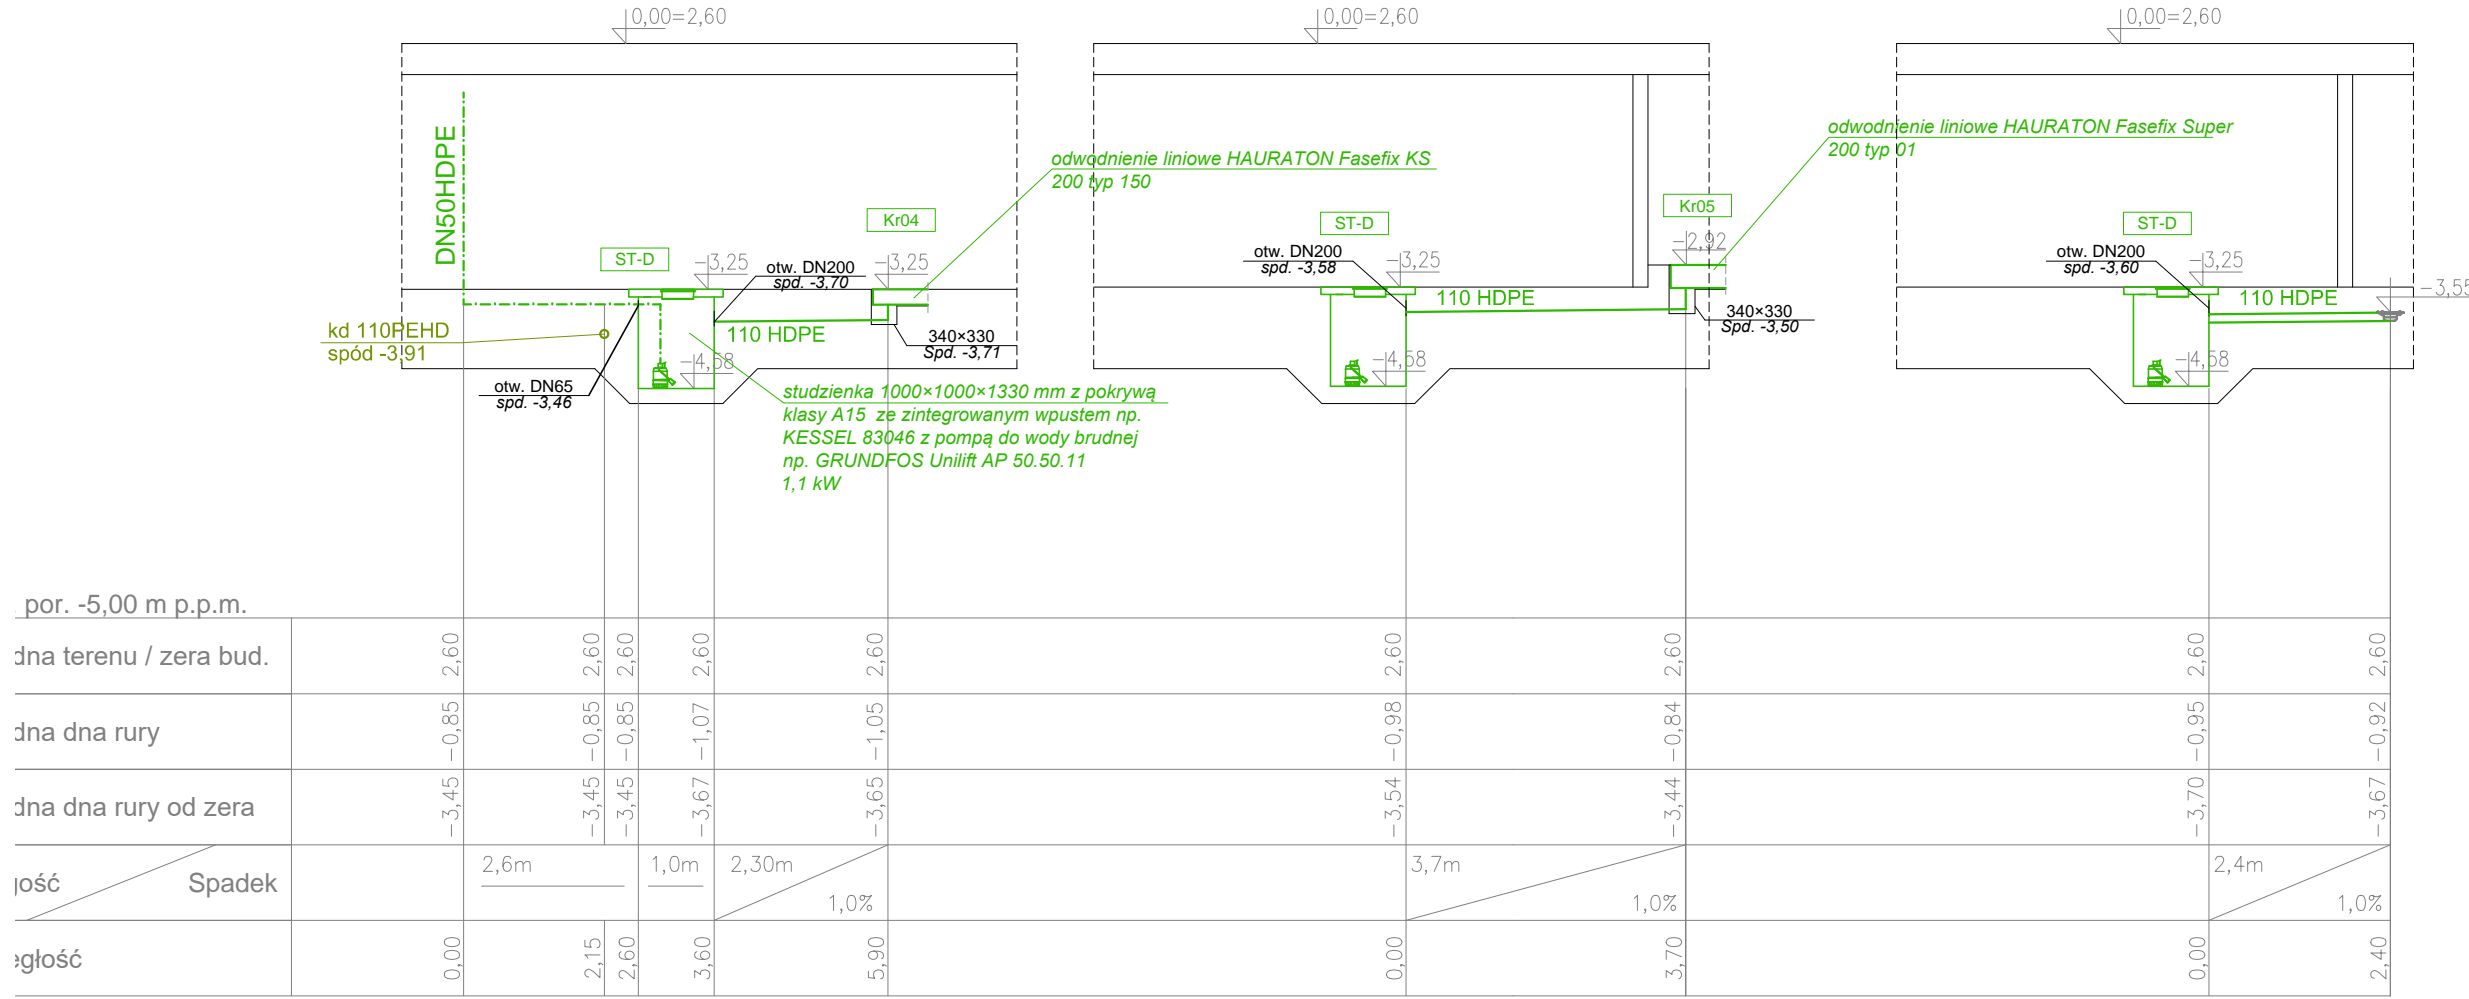 0,00=2,60
0,00=2,60
0,00=2,60
DN50HDPE
odwodnienie liniowe HAURATON Fasefix KS
200 typ 150
odwodnienie liniowe HAURATON Fasefix Super
200 typ 01
Kr04
Kr05
ST-D
ST-D
ST-D
-3,25
otw. DN200
spd. -3,70
-3,25
otw. DN200
spd. -3,58
-3,25
-2,92
otw. DN200
spd. -3,60
-3,25
-3,55
kd 110PEHD
spód -3,91
110 HDPE
340×330
Spd. -3,71
110 HDPE
340×330
Spd. -3,50
110 HDPE
otw. DN65
spd. -3,46
-4,58
-4,58
-4,58
studzienka 1000×1000×1330 mm z pokrywą
klasy A15 ze zintegrowanym wpustem np.
KESSEL 83046 z pompą do wody brudnej
np. GRUNDFOS Unilift AP 50.50.11
1,1 kW
por. -5,00 m p.p.m.
dna terenu / zera bud. 2,60 2,60 2,60 2,60 2,60 2,60 2,60 2,60 2,60
dna dna rury -0,85 -0,85 -0,85 -1,07 -1,05 -0,98 -0,84 -0,95 -0,92
dna dna rury od zera -3,45 -3,45 -3,45 -3,67 -3,65 -3,54 -3,44 -3,70 -3,67
gość Spadek 2,6m 1,0m 2,30m 1,0% 3,7m 1,0% 2,4m 1,0%
egłość 0,00 2,15 2,60 3,60 5,90 0,00 3,70 0,00 2,40